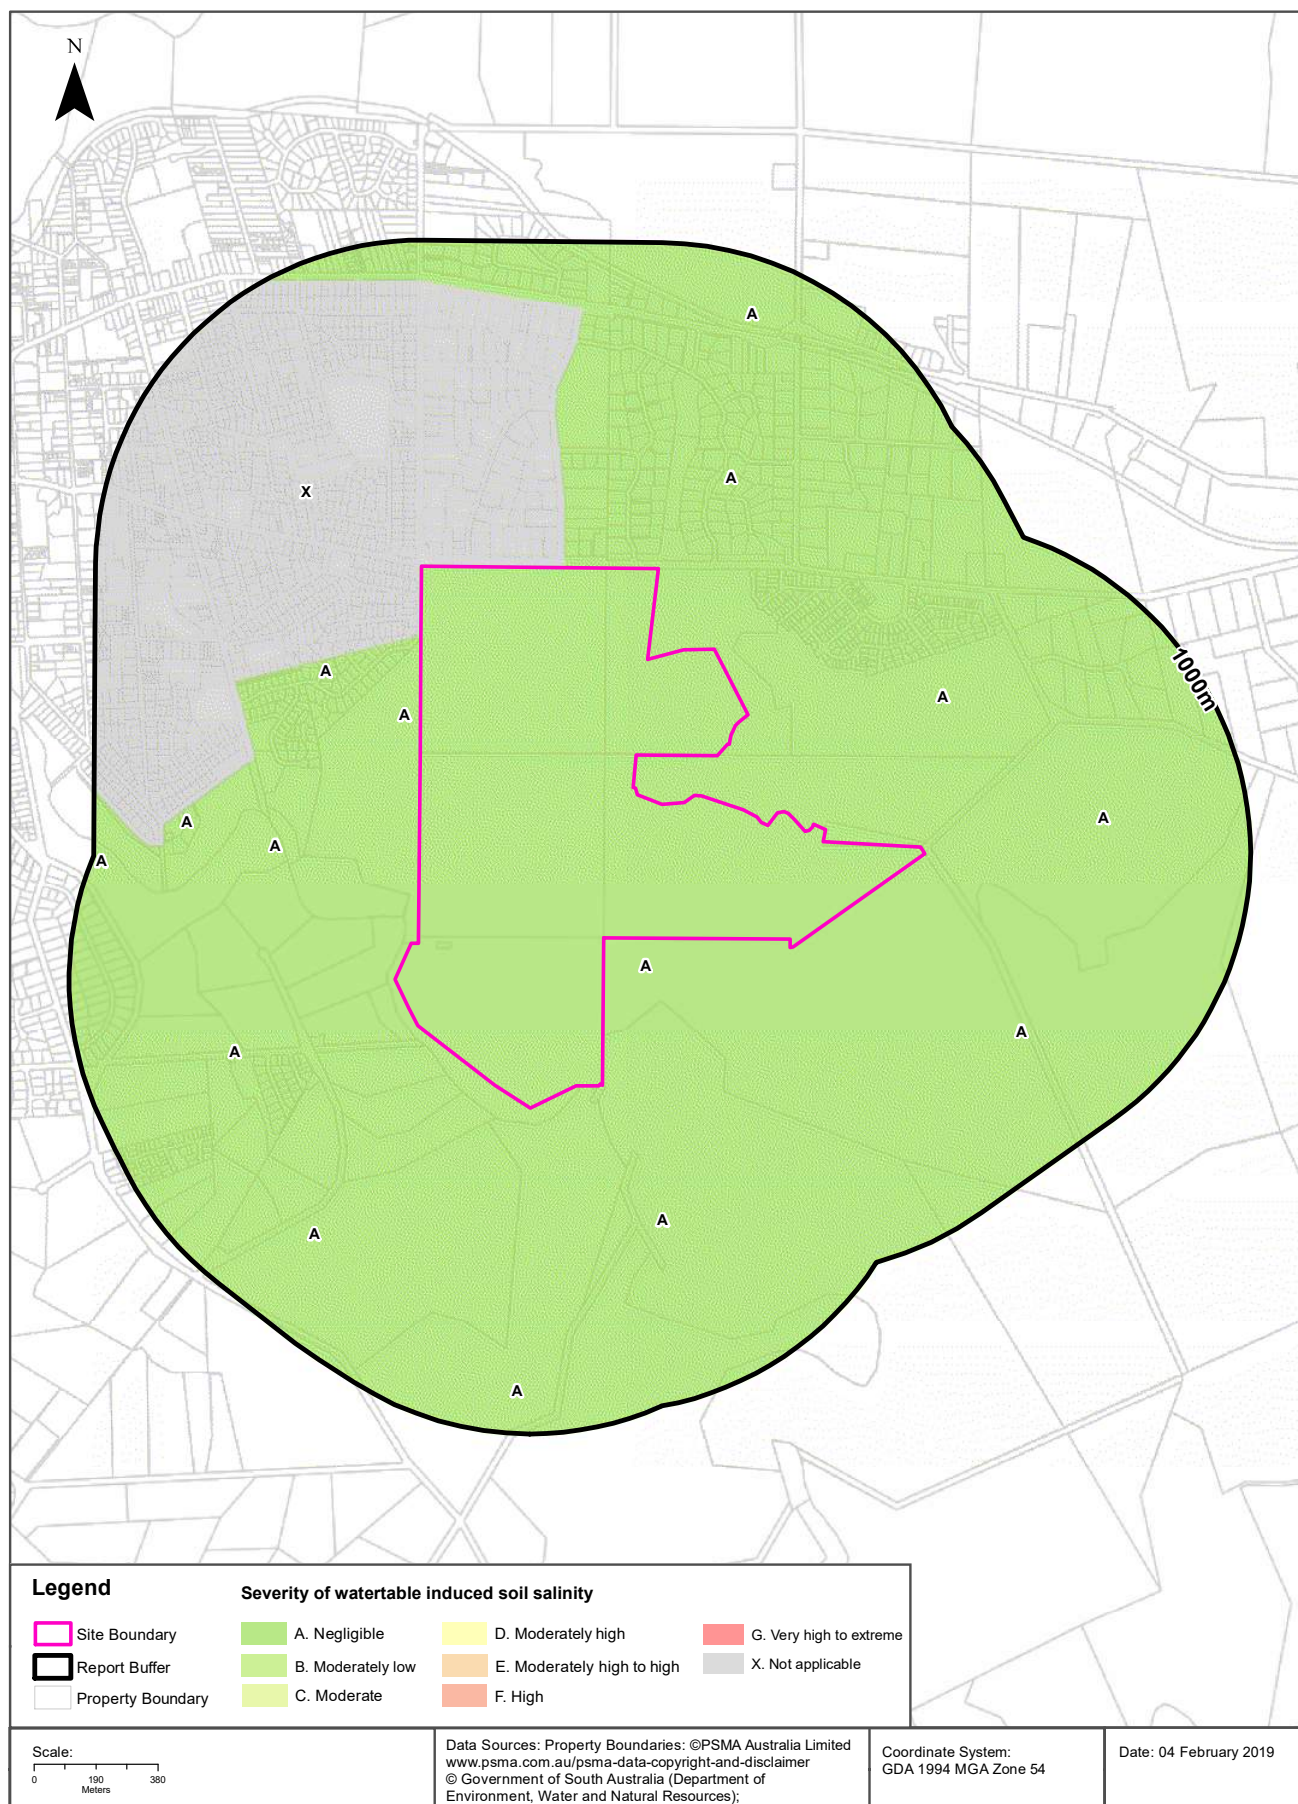 N
A
A
X
A
A
A
1000m
A
A
A
A
A
A
A
A
A
A
A
Legend
Severity of watertable induced soil salinity
Site Boundary
Report Buffer
Property Boundary
A. Negligible
B. Moderately low
C. Moderate
D. Moderately high
E. Moderately high to high
F. High
G. Very high to extreme
X. Not applicable
Scale:
0 190 380
Meters
Data Sources: Property Boundaries: ©PSMA Australia Limited
www.psma.com.au/psma-data-copyright-and-disclaimer
© Government of South Australia (Department of
Environment, Water and Natural Resources);
Coordinate System:
GDA 1994 MGA Zone 54
Date: 04 February 2019